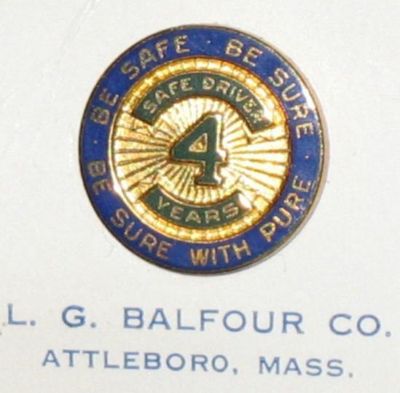 BE SAFE BE SURE
BE SURE WITH PURE
SAFE DRIVER
4
YEARS
L. G. BALFOUR CO.
ATTLEBORO, MASS.